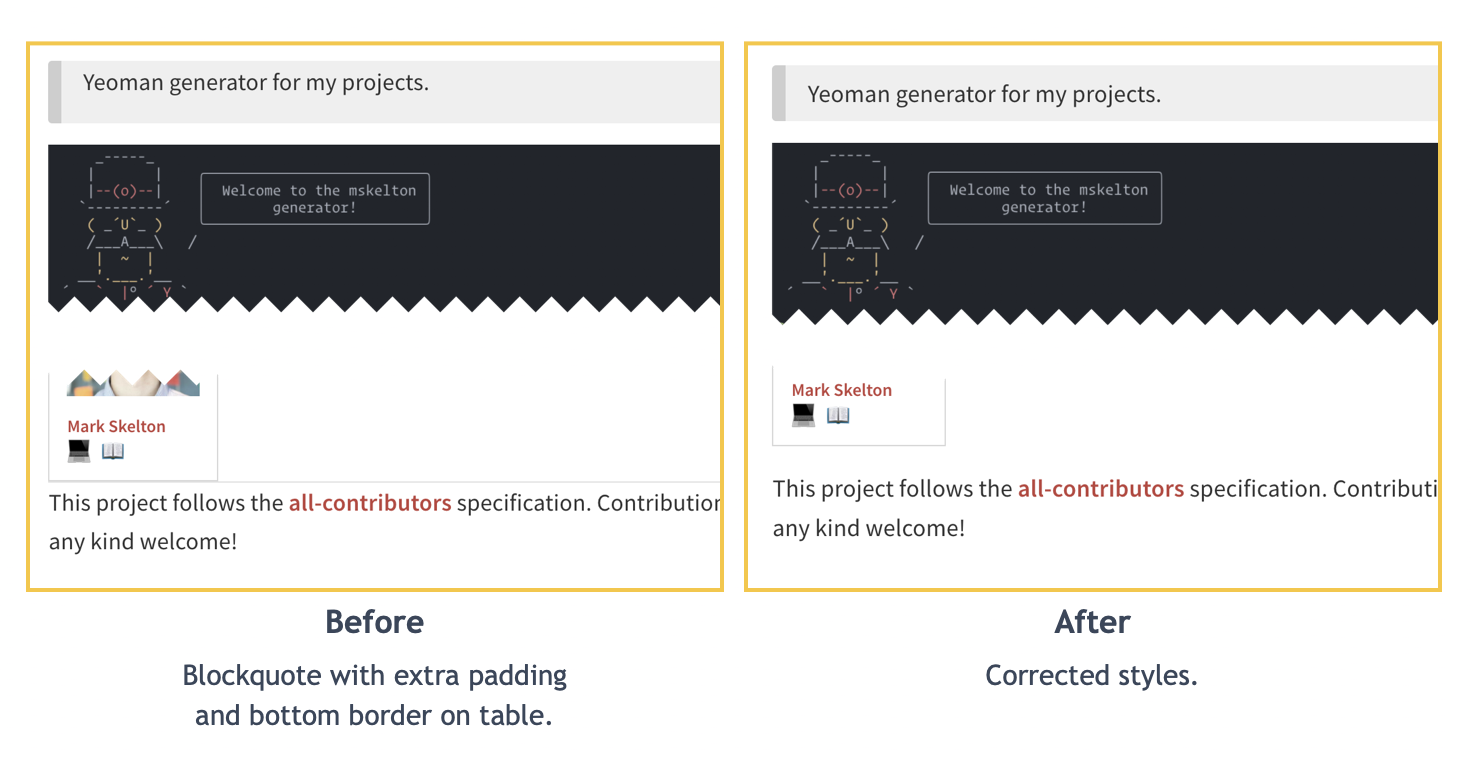 Yeoman generator for my projects.
Welcome to the mskelton
generator!
Mark Skelton
This project follows the all-contributors specification. Contribution
any kind welcome!
Before
Blockquote with extra padding
and bottom border on table.
Yeoman generator for my projects.
Welcome to the mskelton
generator!
Mark Skelton
This project follows the all-contributors specification. Contributi
any kind welcome!
After
Corrected styles.